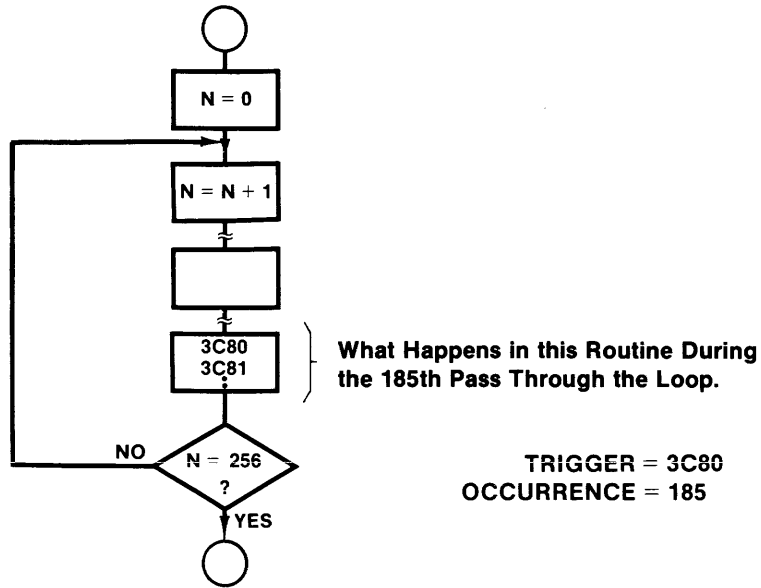 N = 0
N = N + 1
3C80
3C81
What Happens in this Routine During
the 185th Pass Through the Loop.
NO
N = 256
?
YES
TRIGGER = 3C80
OCCURRENCE = 185